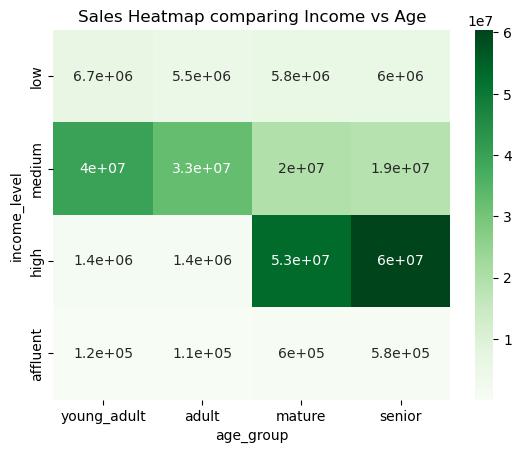 Sales Heatmap comparing Income vs Age
1e7
low
6.7e+06 5.5e+06 5.8e+06 6e+06
medium
4e+07 3.3e+07 2e+07 1.9e+07
high
1.4e+06 1.4e+06 5.3e+07 6e+07
affluent
1.2e+05 1.1e+05 6e+05 5.8e+05
income_level
young_adult adult mature senior
age_group
6
5
4
3
2
1